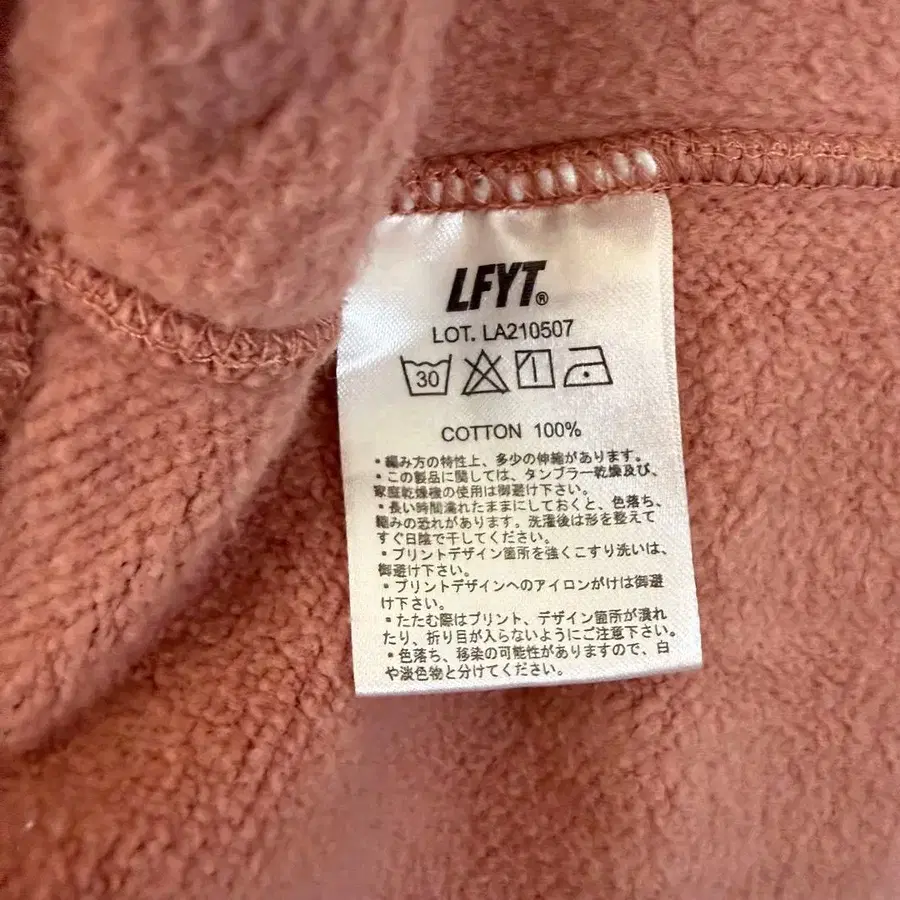 LFYT®
LOT. LA210507
30
COTTON 100%
・編み方の特性上、多少の伸縮があります。
・この製品に関しては、タンブラー乾燥及び、
家庭乾燥機の使用は御避け下さい。
・長い時間濡れたままにしておくと、色落ち、
縮みの恐れがあります。洗濯後は形を整えて
すぐ日陰で干してください。
・プリントデザイン箇所を強くこすり洗いは、
御避け下さい。
・プリントデザインへのアイロンがけは御避
け下さい。
・たたむ際はプリント、デザイン箇所が潰れ
たり、折り目が入らないようにご注意下さい。
・色落ち、移染の可能性がありますので、白
や淡色物と分けてください。